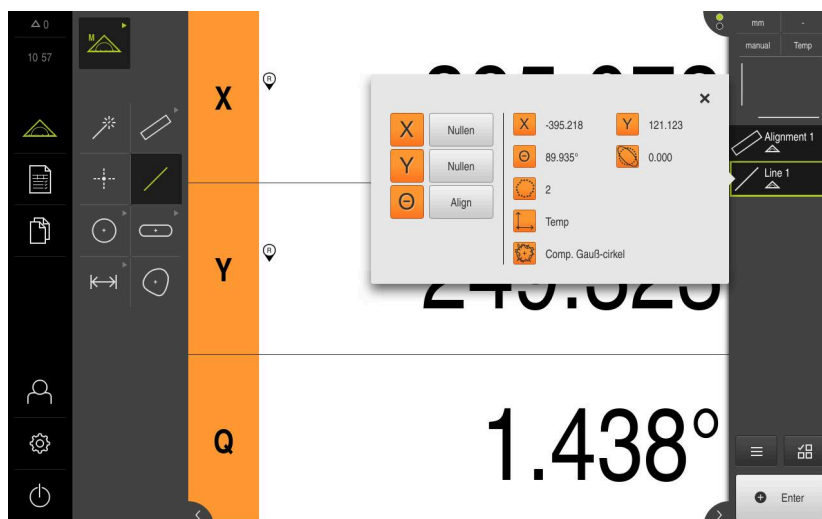 0
mm
-
10 57
M
manual
Temp
X
R
X
Nullen
Y
Nullen
Θ
Align
X
-395.218
Y
121.123
Θ
89.935°
0.000
2
Temp
Comp. Gauß-cirkel
Alignment 1
Line 1
Y
R
Q
1.438°
Enter